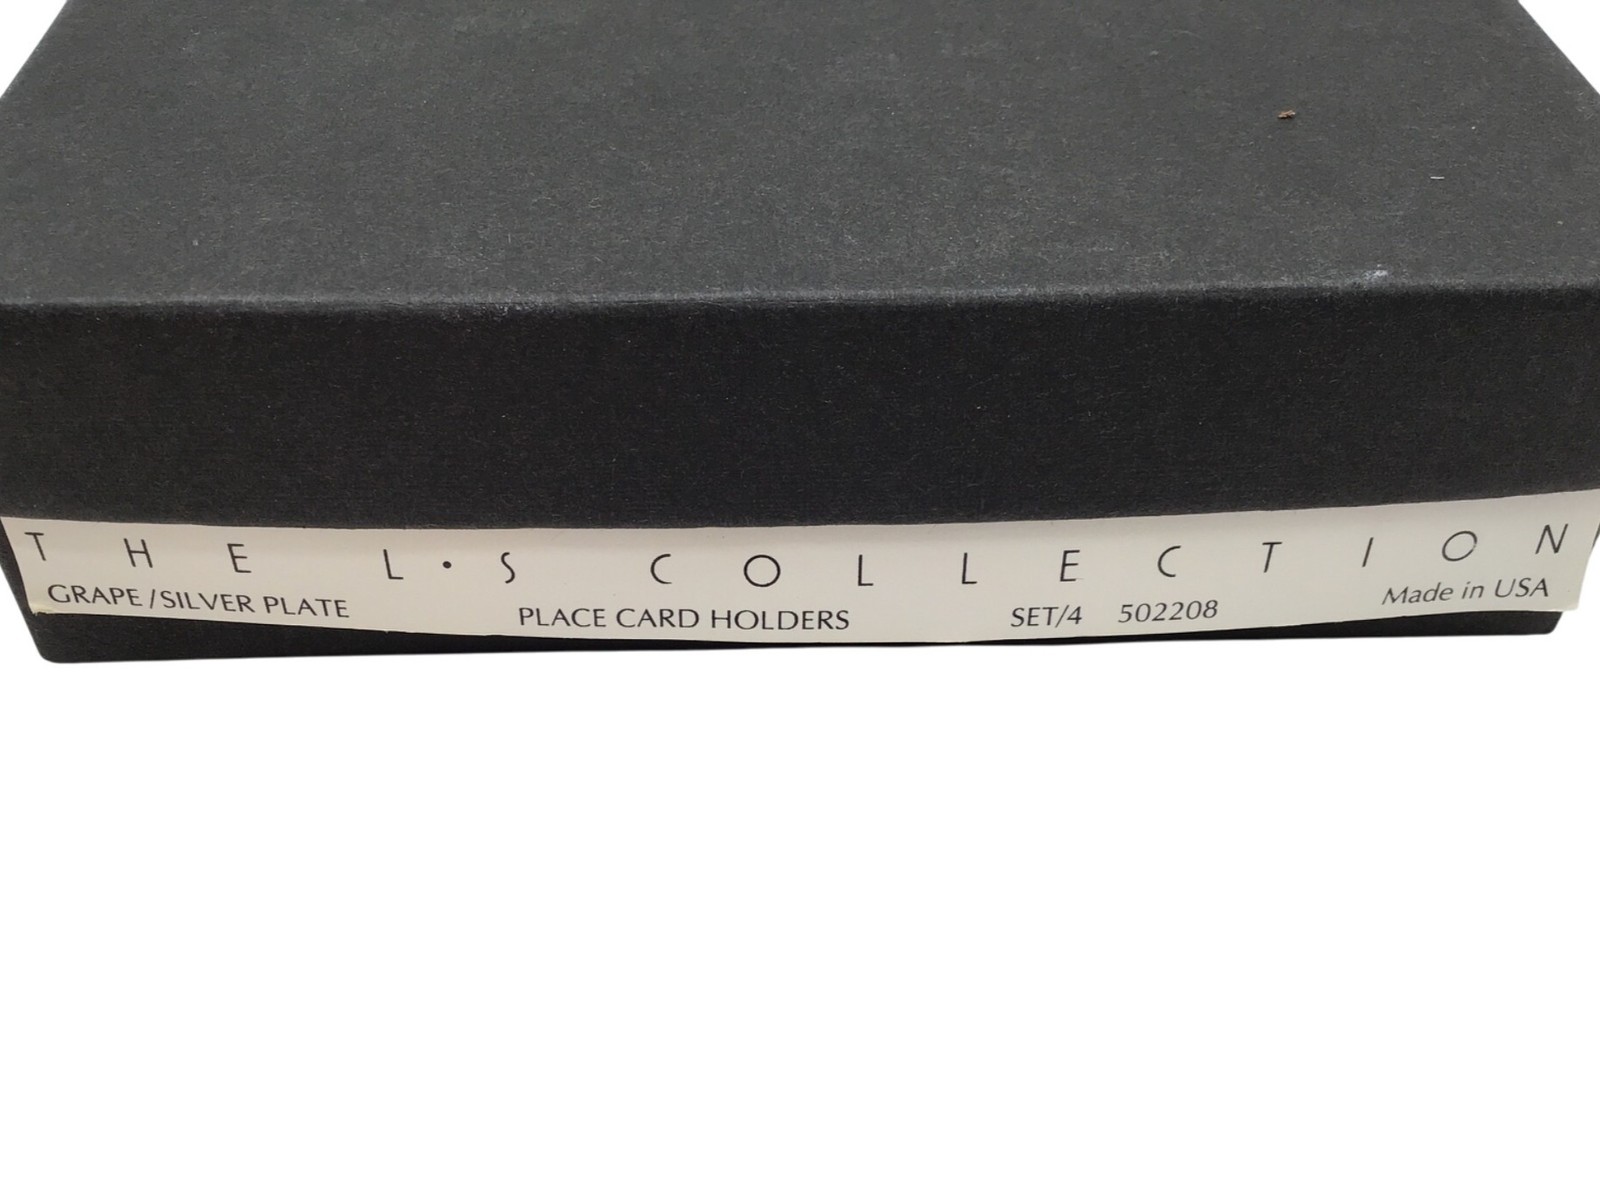 THE L·S COLLECTION
GRAPE/SILVER PLATE PLACE CARD HOLDERS SET/4 502208 Made in USA